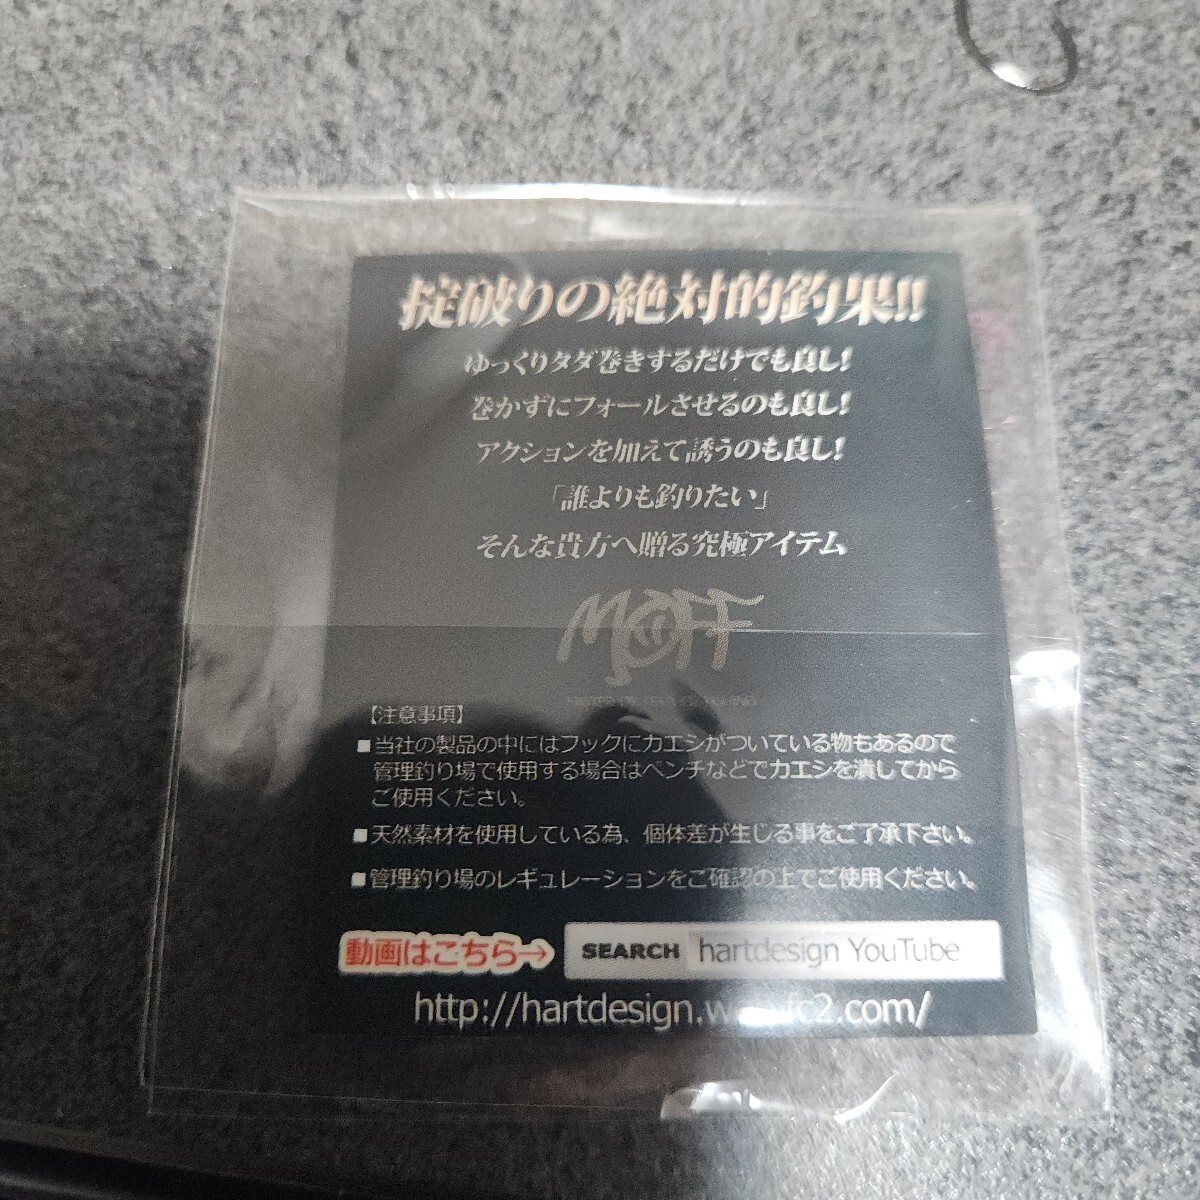 掟破りの絶対的釣果!!
ゆっくりタダ巻きするだけでも良し!
巻かずにフォールさせるのも良し!
アクションを加えて誘うのも良し!
「誰よりも釣りたい」
そんな貴方へ贈る究極アイテム
【注意事項】
■当社の製品の中にはフックにカエシがついている物もあるので
管理釣り場で使用する場合はペンチなどでカエシを潰してから
ご使用ください。
■天然素材を使用している為、個体差が生じる事をご了承下さい。
■管理釣り場のレギュレーションをご確認の上でご使用ください。
動画はこちら→ SEARCH hartdesign YouTube
http://hartdesign.w
fc2.com/